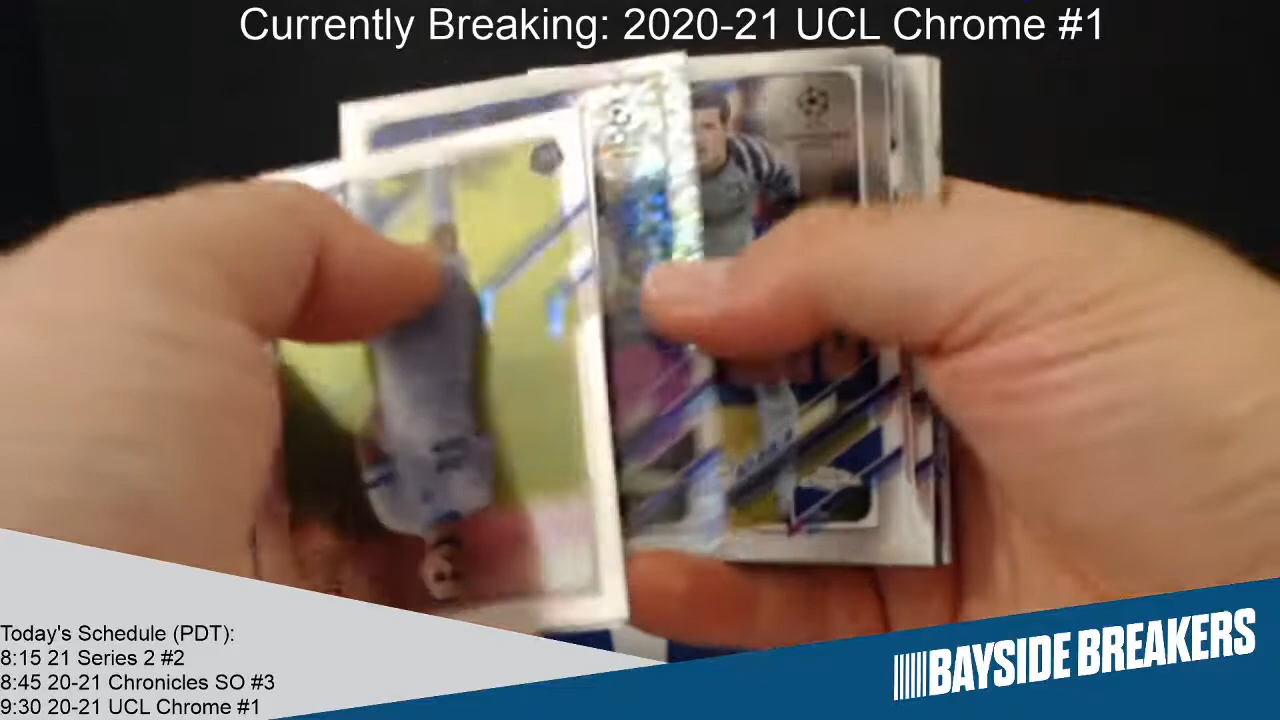 Currently Breaking: 2020-21 UCL Chrome #1
Today's Schedule (PDT):
8:15 21 Series 2 #2
8:45 20-21 Chronicles SO #3
9:30 20-21 UCL Chrome #1
BAYSIDE BREAKERS